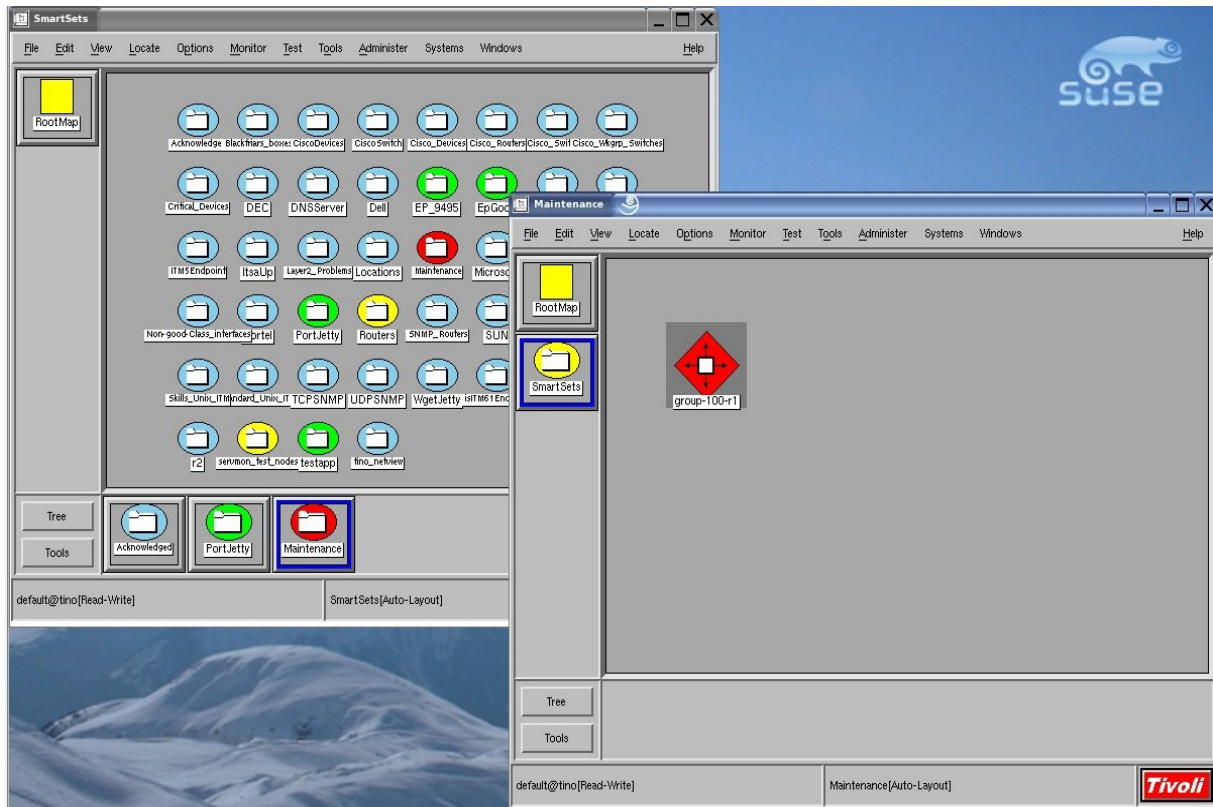 SmartSets
File Edit View Locate Options Monitor Test Tools Administer Systems Windows Help
RootMap
Acknowledge Blackfriars_boxes CiscoDevices CiscoSwitch Cisco_Devices Cisco_Routers Cisco_Swit Cisco_Wkgrp_Switches
Critical_Devices DEC DNSServer Dell EP_9495 EpGoo
ITM5Endpoint ItsaUp Layer2_Problems Locations Maintenance Microso
Non-good-Class_interfaces ortel PortJetty Routers SNMP_Routers SUN
Skills_Unix_ITM ndard_Unix_IT TCPSNMP UDPSNMP WgetJetty isITM61End
r2 servmon_test_nodes testapp tino_netview
Tree
Tools
Acknowledged PortJetty Maintenance
default@tino[Read-Write] SmartSets[Auto-Layout]
suse
Maintenance
File Edit View Locate Options Monitor Test Tools Administer Systems Windows Help
RootMap
SmartSets
group-100-r1
Tree
Tools
default@tino[Read-Write] Maintenance[Auto-Layout]
Tivoli